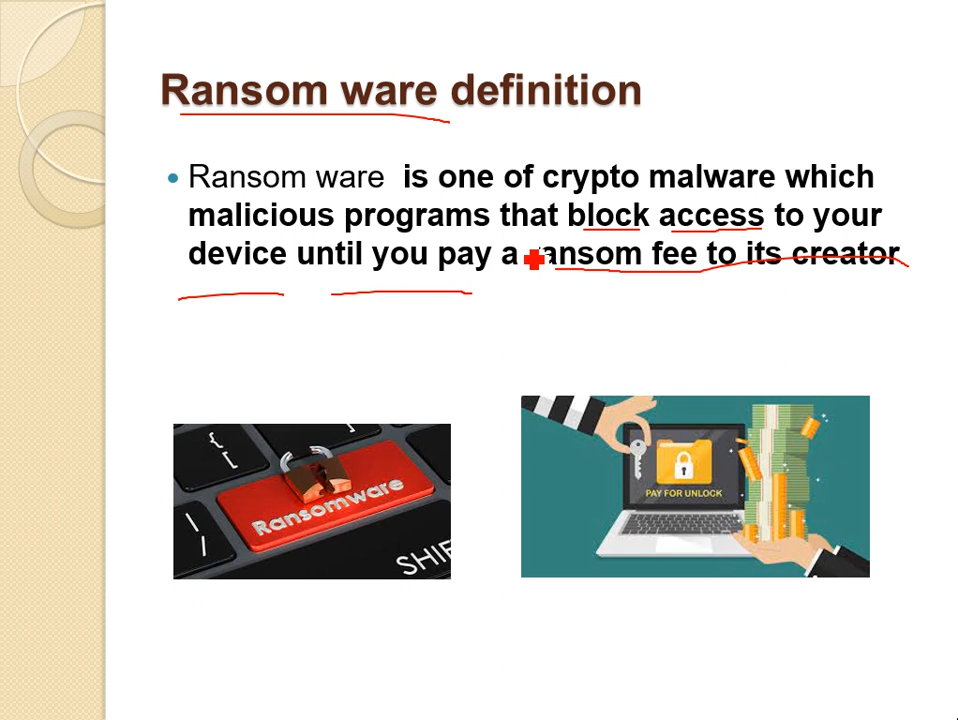 Ransom ware definition
Ransom ware is one of crypto malware which
malicious programs that block access to your
device until you pay a ransom fee to its creator
{
[
|
/
Ransomware
SHIF
PAY FOR UNLOCK